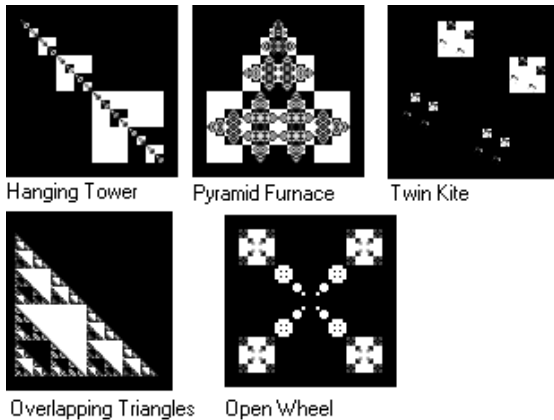 Hanging Tower
Pyramid Furnace
Twin Kite
Overlapping Triangles
Open Wheel